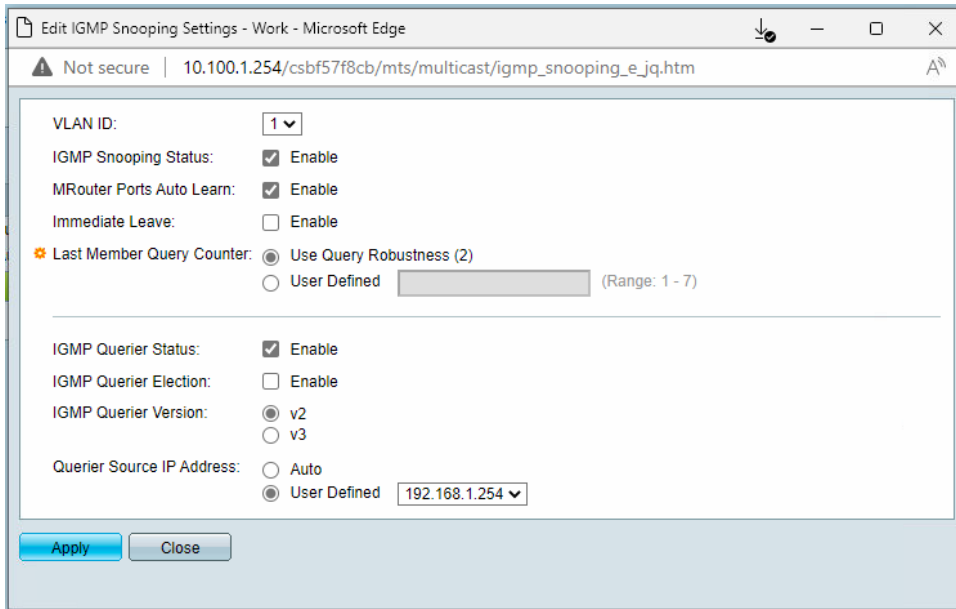 Edit IGMP Snooping Settings - Work - Microsoft Edge
Not secure 10.100.1.254/csbf57f8cb/mts/multicast/igmp_snooping_e_jq.htm
VLAN ID: 1
IGMP Snooping Status: Enable
MRouter Ports Auto Learn: Enable
Immediate Leave: Enable
Last Member Query Counter: Use Query Robustness (2)
User Defined (Range: 1 - 7)
IGMP Querier Status: Enable
IGMP Querier Election: Enable
IGMP Querier Version: v2
v3
Querier Source IP Address: Auto
User Defined 192.168.1.254
Apply Close